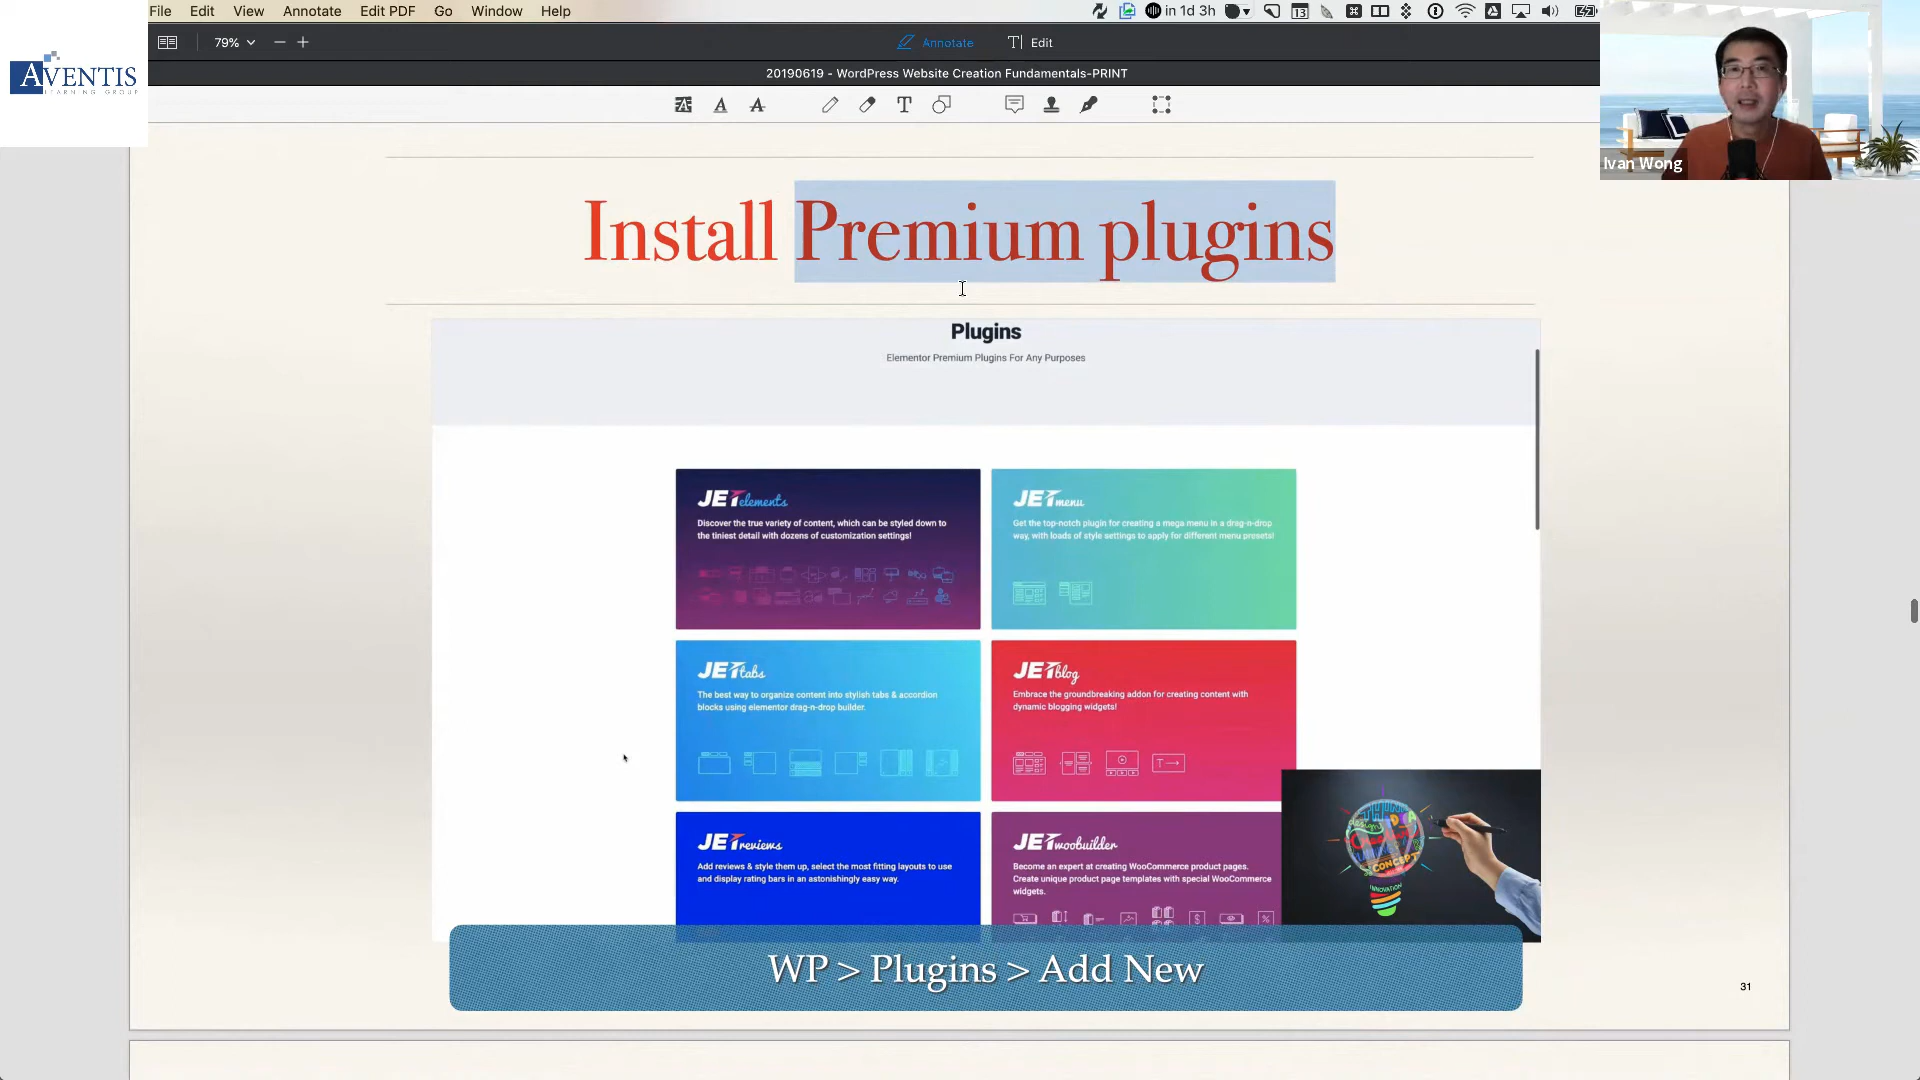 File Edit View Annotate Edit PDF Go Window Help
in 1d 3h
13
AVENTIS
LEARNING GROUP
79%
Annotate
Edit
20190619 - WordPress Website Creation Fundamentals-PRINT
Ivan Wong
Install Premium plugins
Plugins
Elementor Premium Plugins For Any Purposes
JET elements
Discover the true variety of content, which can be styled down to
the tiniest detail with dozens of customization settings!
JET menu
Get the top-notch plugin for creating a mega menu in a drag-n-drop
way, with loads of style settings to apply for different menu presets!
JET tabs
The best way to organize content into stylish tabs & accordion
blocks using elementor drag-n-drop builder.
JET blog
Embrace the groundbreaking addon for creating content with
dynamic blogging widgets!
JET reviews
Add reviews & style them up, select the most fitting layouts to use
and display rating bars in an astonishingly easy way.
JET woobuilder
Become an expert at creating WooCommerce product pages.
Create unique product page templates with special WooCommerce
widgets.
IDEA
design
Creative
CONCEPT
INNOVATION
WP > Plugins > Add New
31